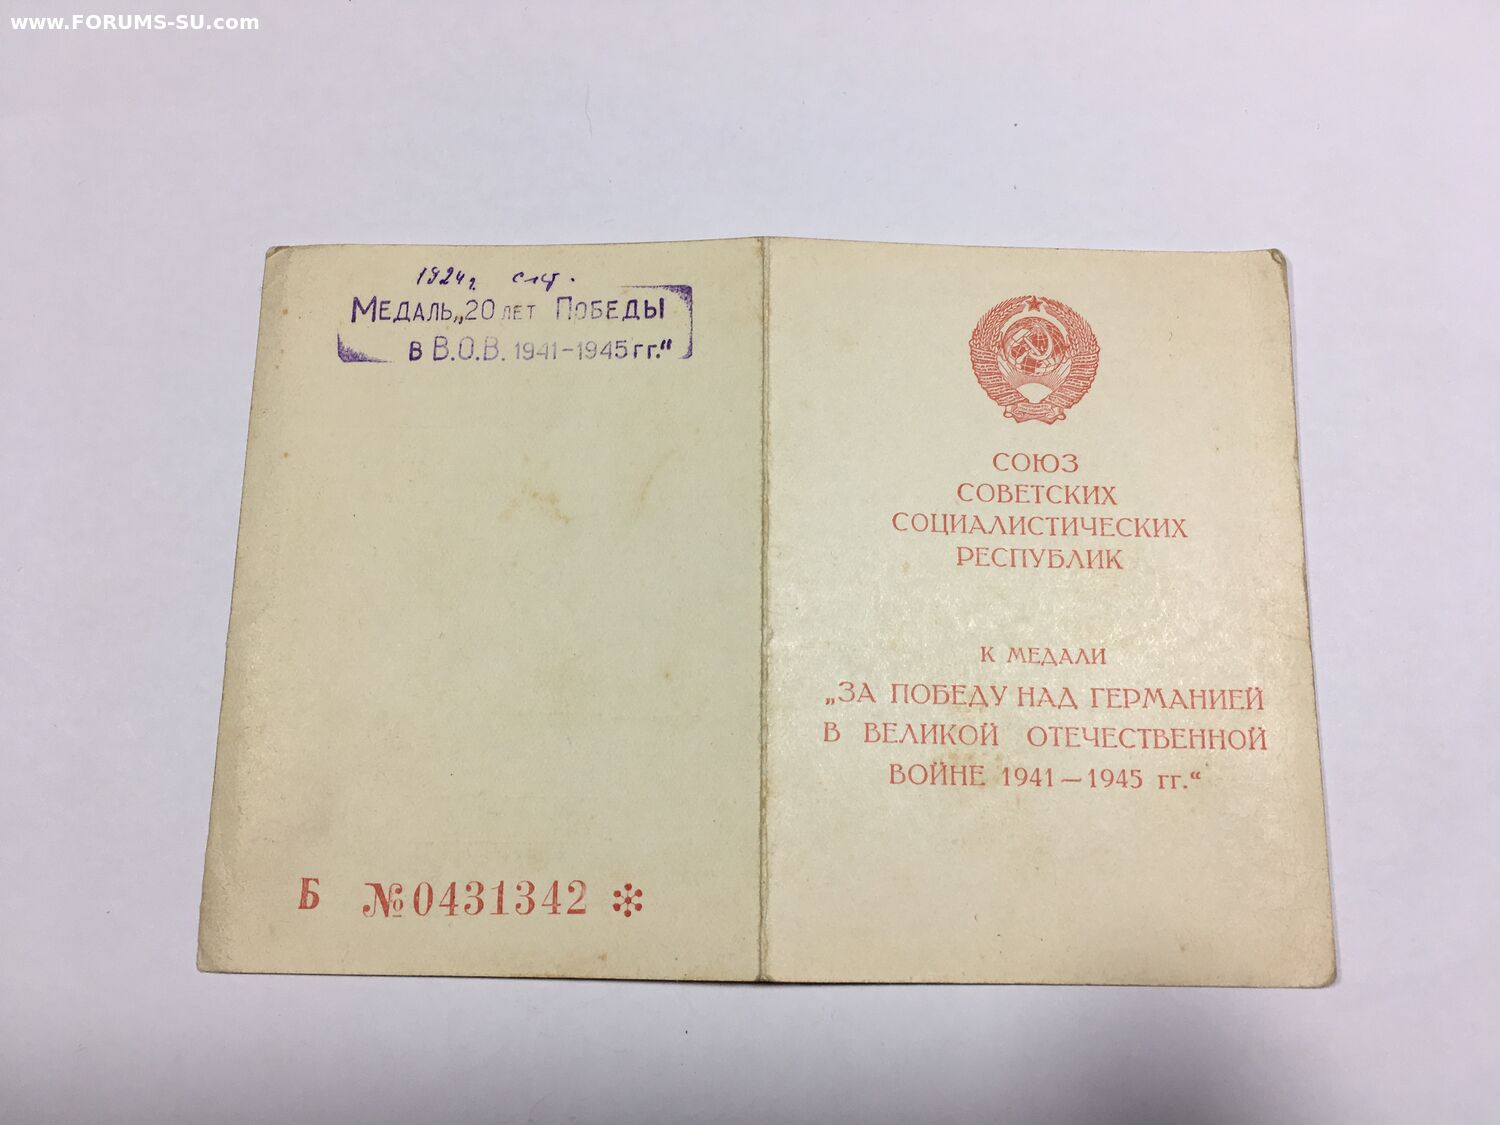 www.FORUMS-SU.com
1924г.
МЕДАЛЬ „20 ЛЕТ ПОБЕДЫ
В В.О.В. 1941-1945 гг.“
Б №0431342
СОЮЗ
СОВЕТСКИХ
СОЦИАЛИСТИЧЕСКИХ
РЕСПУБЛИК
К МЕДАЛИ
„ЗА ПОБЕДУ НАД ГЕРМАНИЕЙ
В ВЕЛИКОЙ ОТЕЧЕСТВЕННОЙ
ВОЙНЕ 1941—1945 гг.“